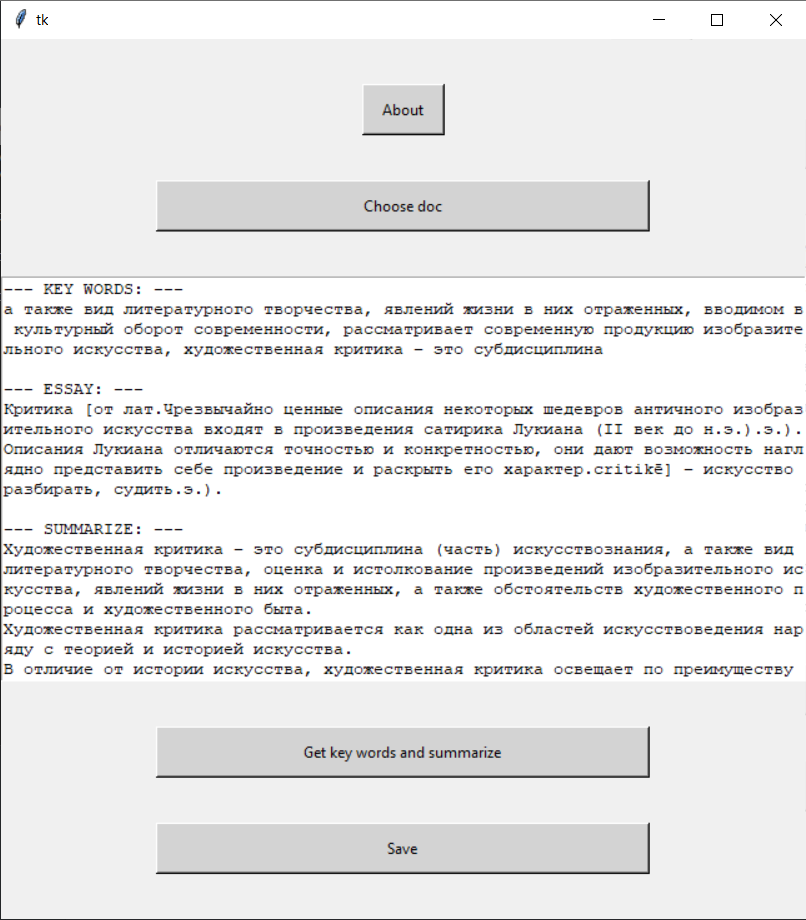 tk
About
Choose doc
--- KEY WORDS: ---
а также вид литературного творчества, явлений жизни в них отраженных, вводимом в
культурный оборот современности, рассматривает современную продукцию изобразите
льного искусства, художественная критика – это субдисциплина
--- ESSAY: ---
Критика [от лат.Чрезвычайно ценные описания некоторых шедевров античного изобраз
ительного искусства входят в произведения сатирика Лукиана (II век до н.э.).э.).
Описания Лукиана отличаются точностью и конкретностью, они дают возможность нагл
ядно представить себе произведение и раскрыть его характер.critikē] – искусство
разбирать, судить.э.).
--- SUMMARIZE: ---
Художественная критика – это субдисциплина (часть) искусствознания, а также вид
литературного творчества, оценка и истолкование произведений изобразительного ис
кусства, явлений жизни в них отраженных, а также обстоятельств художественного п
роцесса и художественного быта.
Художественная критика рассматривается как одна из областей искусствоведения нар
яду с теорией и историей искусства.
В отличие от истории искусства, художественная критика освещает по преимуществу
Get key words and summarize
Save